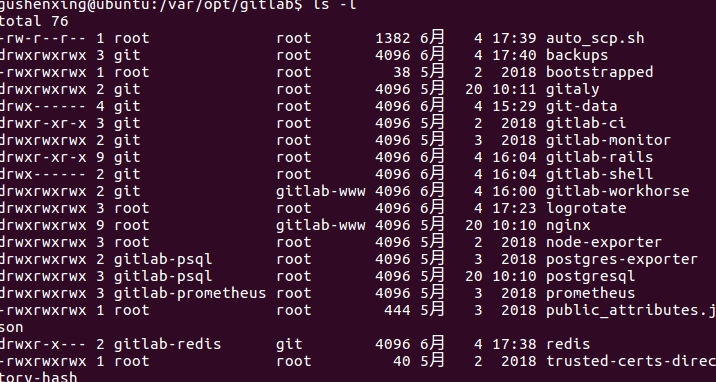 gushenxing@ubuntu:/var/opt/gitlab$ ls -l
total 76
-rw-r--r-- 1 root              root       1382 6月   4 17:39 auto_scp.sh
drwxrwxrwx 3 git               root       4096 6月   4 17:40 backups
-rwxrwxrwx 1 root              root         38 5月   2  2018 bootstrapped
drwxrwxrwx 2 git               root       4096 5月  20 10:11 gitaly
drwx------ 4 git               root       4096 6月   4 15:29 git-data
drwxr-xr-x 3 git               root       4096 5月   2  2018 gitlab-ci
drwxrwxrwx 2 git               root       4096 5月   3  2018 gitlab-monitor
drwxr-xr-x 9 git               root       4096 6月   4 16:04 gitlab-rails
drwx------ 2 git               root       4096 6月   4 16:04 gitlab-shell
drwxrwxrwx 2 git               gitlab-www 4096 6月   4 16:00 gitlab-workhorse
drwxrwxrwx 3 root              root       4096 6月   4 17:23 logrotate
drwxrwxrwx 9 root              gitlab-www 4096 5月  20 10:10 nginx
drwxrwxrwx 3 root              root       4096 5月   2  2018 node-exporter
drwxrwxrwx 2 gitlab-psql       root       4096 5月   3  2018 postgres-exporter
drwxrwxrwx 3 gitlab-psql       root       4096 5月  20 10:10 postgresql
drwxrwxrwx 3 gitlab-prometheus root       4096 5月   3  2018 prometheus
-rwxrwxrwx 1 root              root        444 5月   3  2018 public_attributes.j
son
drwxr-x--- 2 gitlab-redis      git        4096 6月   4 17:38 redis
-rwxrwxrwx 1 root              root         40 5月   2  2018 trusted-certs-direc
tory-hash